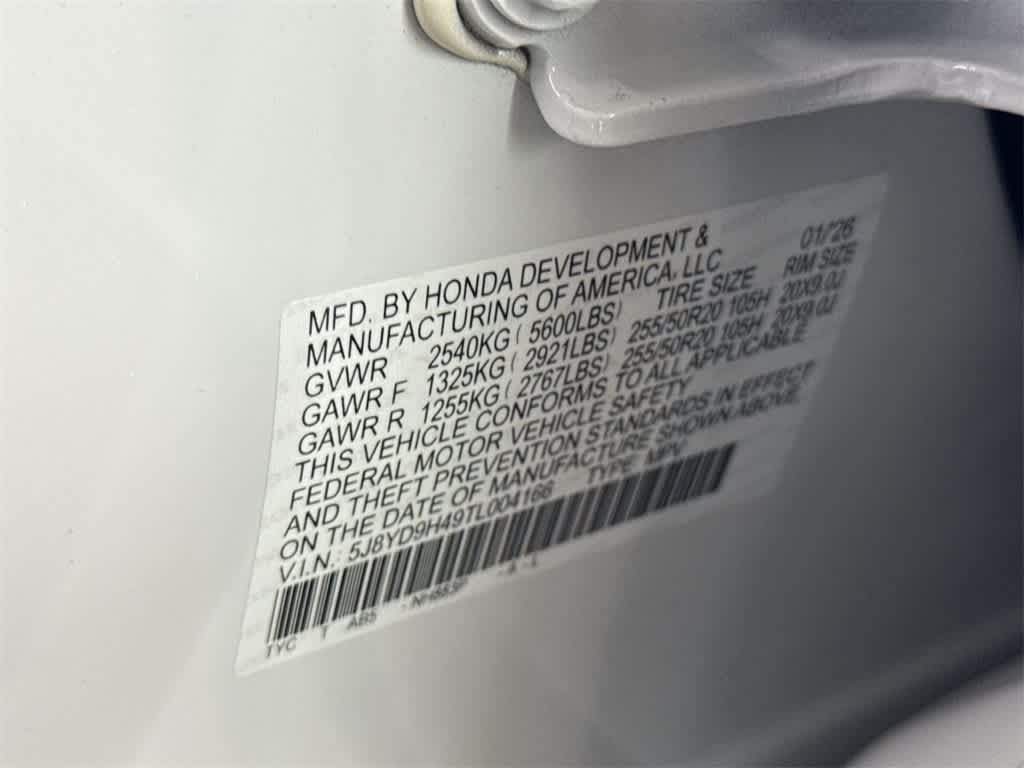 MFD. BY HONDA DEVELOPMENT & 01/'26
MANUFACTURING OF AMERICA, LLC RIM SIZE
GVWR 2540KG ( 5600LBS) TIRE SIZE
GAWR F 1325KG ( 2921LBS) 255/50R20 105H 20X9.0J
GAWR R 1255KG ( 2767LBS) 255/50R20 105H 20X9.0J
THIS VEHICLE CONFORMS TO ALL APPLICABLE
FEDERAL MOTOR VEHICLE SAFETY
AND THEFT PREVENTION STANDARDS IN EFFECT
ON THE DATE OF MANUFACTURE SHOWN ABOVE.
V.I.N.: 5J8YD9H49TL004166 TYPE: MPV
TYC T AB5 -NH883P -A -L